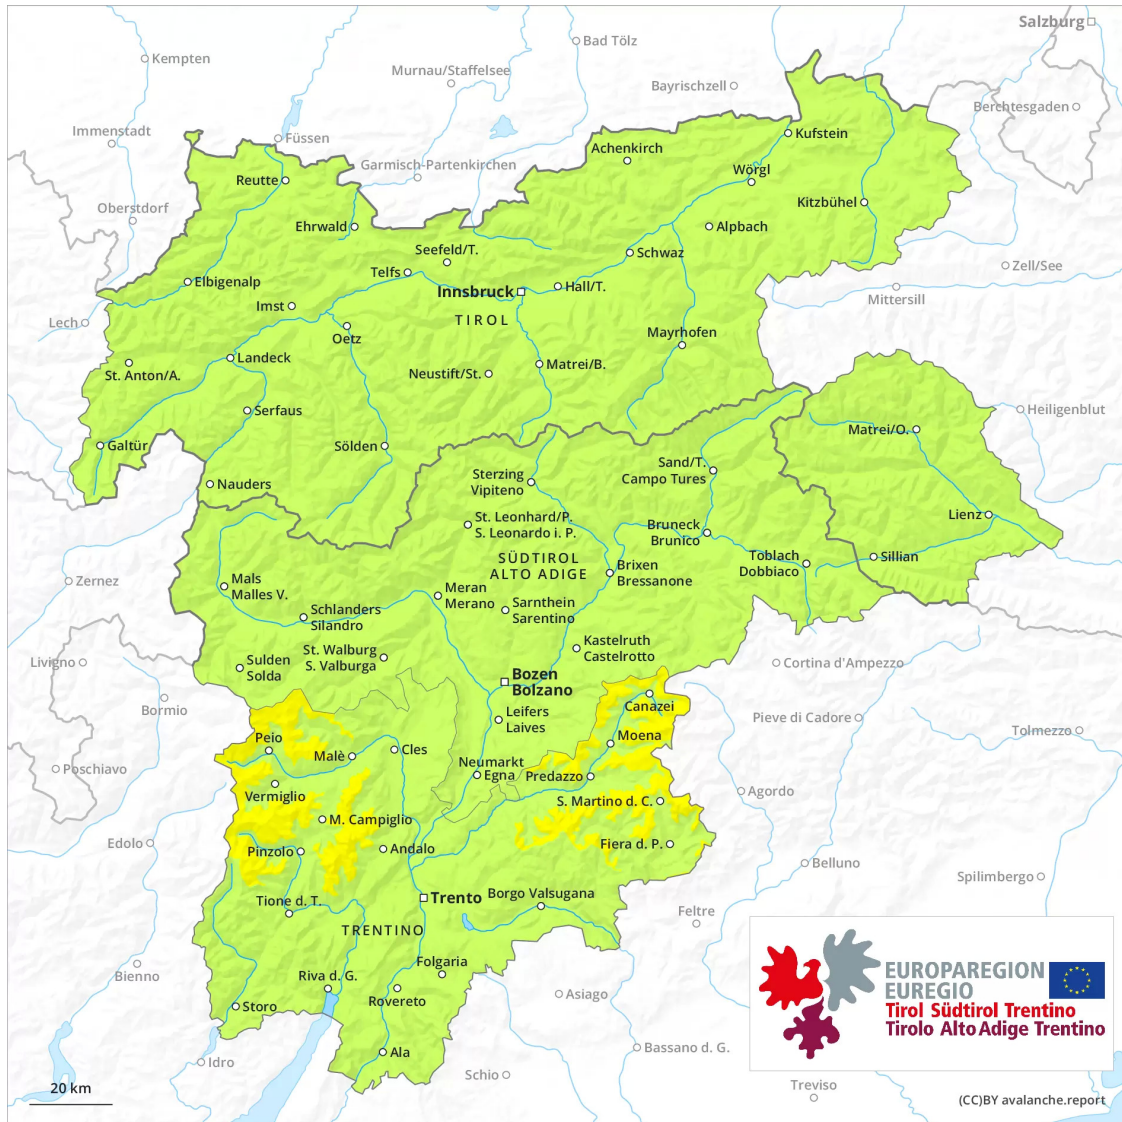 Salzburg
Bad Tölz
Kempten
Murnau/Staffelsee
Bayrischzell
Berchtesgaden
Immenstadt
Füssen
Kufstein
Achenkirch
Garmisch-Partenkirchen
Wörgl
Reutte
Oberstdorf
Kitzbühel
Ehrwald
Alpbach
Seefeld/T.
Schwaz
Zell/See
Telfs
Elbigenalp
Hall/T.
Innsbruck
Mittersill
Imst
TIROL
Lech
Oetz
Mayrhofen
Landeck
Matrei/B.
St. Anton/A.
Neustift/St.
Serfaus
Heiligenblut
Matrei/O.
Galtür
Sölden
Sand/T.
Campo Tures
Sterzing
Vipiteno
Nauders
St. Leonhard/P.
S. Leonardo i. P.
Lienz
Bruneck
Brunico
SÜDTIROL
ALTO ADIGE
Toblach
Dobbiaco
Sillian
Brixen
Bressanone
Zernez
Mals
Malles V.
Meran
Merano
Sarnthein
Sarentino
Schlanders
Silandro
Kastelruth
Castelrotto
St. Walburg
S. Valburga
Livigno
Sulden
Solda
Cortina d'Ampezzo
Bozen
Bolzano
Bormio
Canazei
Leifers
Laives
Pieve di Cadore
Tolmezzo
Peio
Moena
Malè
Cles
Poschiavo
Neumarkt
Egna
Predazzo
Vermiglio
Agordo
S. Martino d. C.
M. Campiglio
Edolo
Pinzolo
Andalo
Fiera d. P.
Belluno
Spilimbergo
Tione d. T.
Trento
Borgo Valsugana
Feltre
TRENTINO
Folgaria
Bienno
Riva d. G.
Rovereto
Asiago
Storo
EUROPAREGION
EUREGIO
Tirol Südtirol Trentino
Tirolo Alto Adige Trentino
Ala
Bassano d. G.
Idro
Schio
Treviso
20 km
(CC)BY avalanche.report